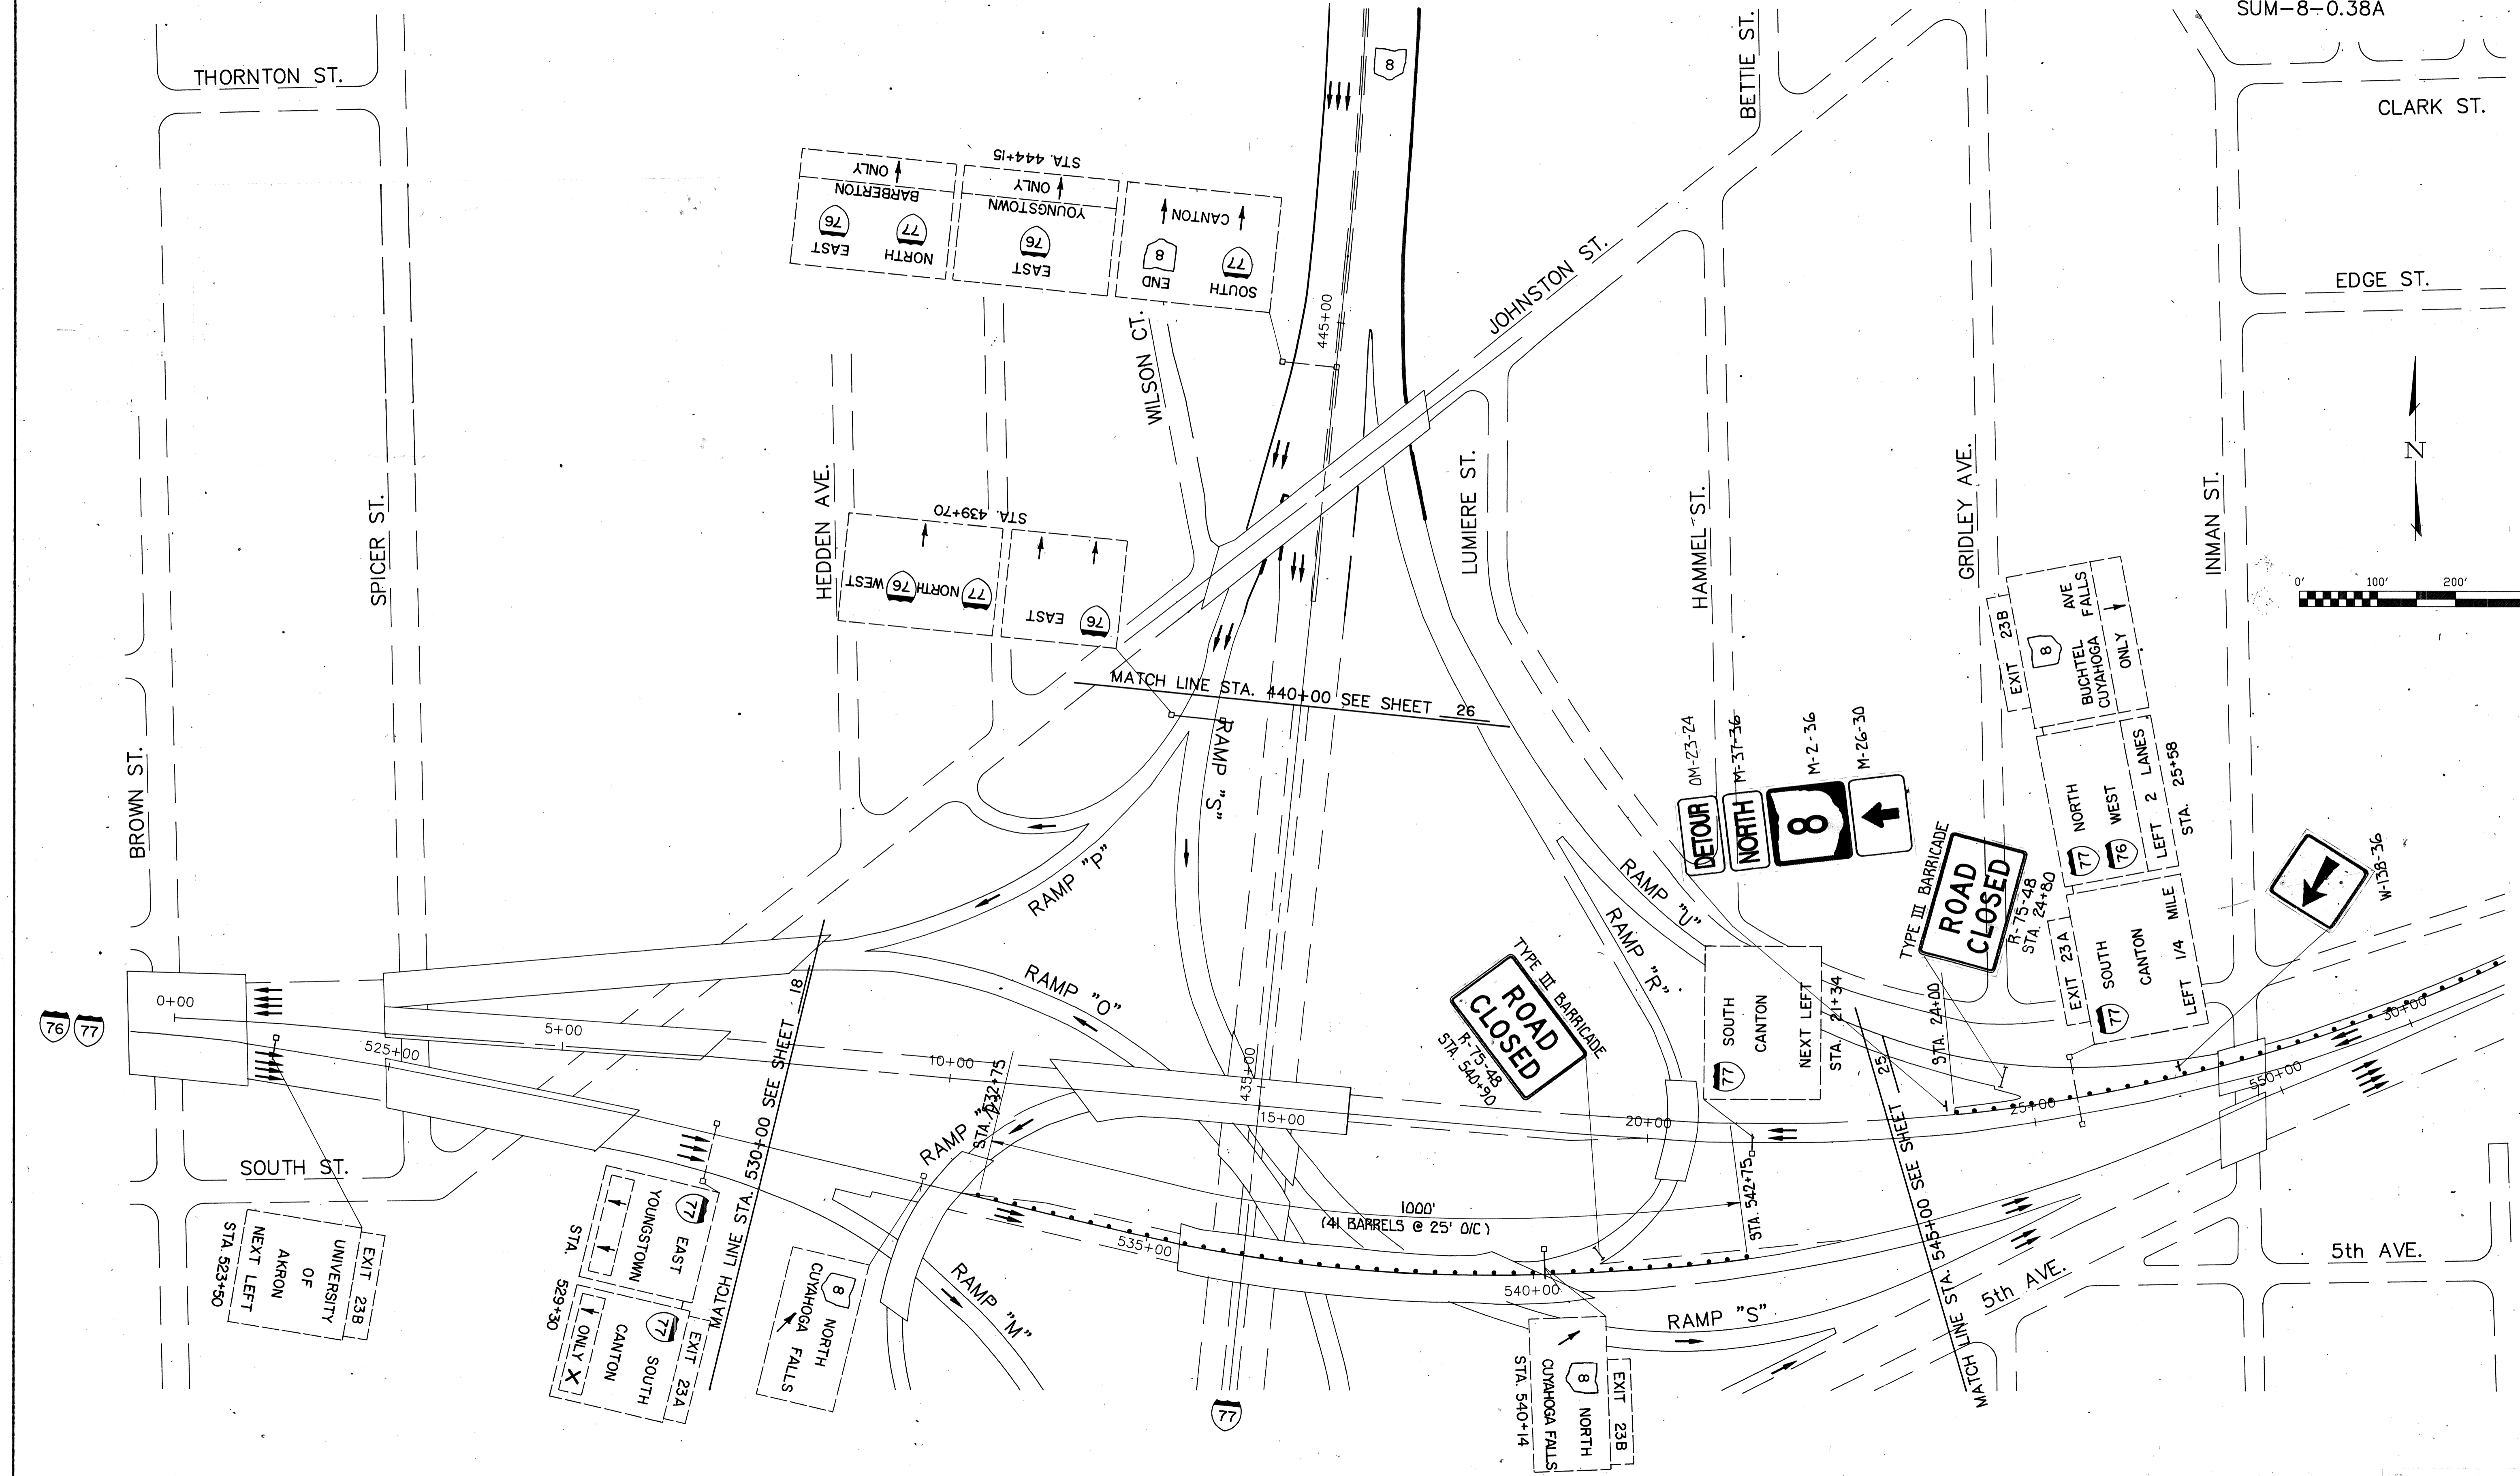 SUM-8-0.38A
THORNTON ST.
CLARK ST.
EDGE ST.
BETTIE ST.
JOHNSTON ST.
8
STA. 444+15
ONLY
BARBERTON
76
EAST
77
NORTH
ONLY
YOUNGSTOWN
76
EAST
CANTON
8
END
77
SOUTH
445+00
WILSON CT.
HEDDEN AVE.
SPICER ST.
BROWN ST.
LUMIERE ST.
HAMMEL ST.
GRIDLEY AVE.
INMAN ST.
N
0' 100' 200'
STA. 439+70
77 NORTH 76 WEST
76 EAST
MATCH LINE STA. 440+00 SEE SHEET 26
RAMP "S"
RAMP "P"
RAMP "O"
RAMP "U"
RAMP "R"
DETOUR OM-23-24
NORTH M-37-36
8 M-2-36
M-26-30
TYPE III BARRICADE
ROAD
CLOSED
R-75-48
STA. 24+80
EXIT 23B
8
BUCHTEL AVE
CUYAHOGA FALLS
ONLY
77 NORTH
76 WEST
LEFT 2 LANES
STA. 25+58
EXIT 23A
77 SOUTH
CANTON
LEFT 1/4 MILE
W-138-36
TYPE III BARRICADE
ROAD
CLOSED
R-75-48
STA. 540+90
77 SOUTH
CANTON
NEXT LEFT
STA. 21+34
STA. 24+00
76 77
0+00
5+00
525+00
10+00
435+00
15+00
20+00
25+00
30+00
550+00
STA. 532+75
RAMP
MATCH LINE STA. 530+00 SEE SHEET 18
MATCH LINE STA. 545+00 SEE SHEET 25
1000'
(41 BARRELS @ 25' O/C)
STA. 542+75
535+00
540+00
SOUTH ST.
EXIT 23B
UNIVERSITY
OF
AKRON
NEXT LEFT
STA. 523+50
77 EAST
YOUNGSTOWN
STA. 529+30
EXIT 23A
77 SOUTH
CANTON
ONLY X
8 NORTH
CUYAHOGA FALLS
RAMP "M"
77
RAMP "S"
EXIT 23B
8 NORTH
CUYAHOGA FALLS
STA. 540+14
5th AVE.
5th AVE.